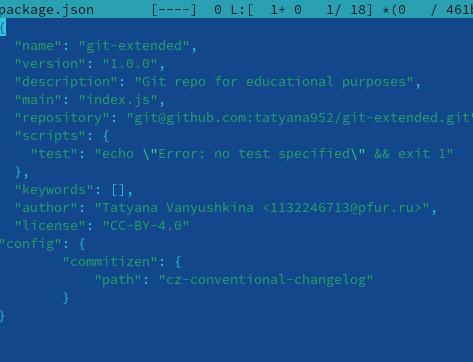 package.json [----] 0 L:[ 1+ 0 1/ 18] *(0 / 461b
{
"name": "git-extended",
"version": "1.0.0",
"description": "Git repo for educational purposes",
"main": "index.js",
"repository": "git@github.com:tatyana952/git-extended.git"
"scripts": {
"test": "echo \"Error: no test specified\" && exit 1"
},
"keywords": [],
"author": "Tatyana Vanyushkina <1132246713@pfur.ru>",
"license": "CC-BY-4.0"
"config": {
"commitizen": {
"path": "cz-conventional-changelog"
}
}